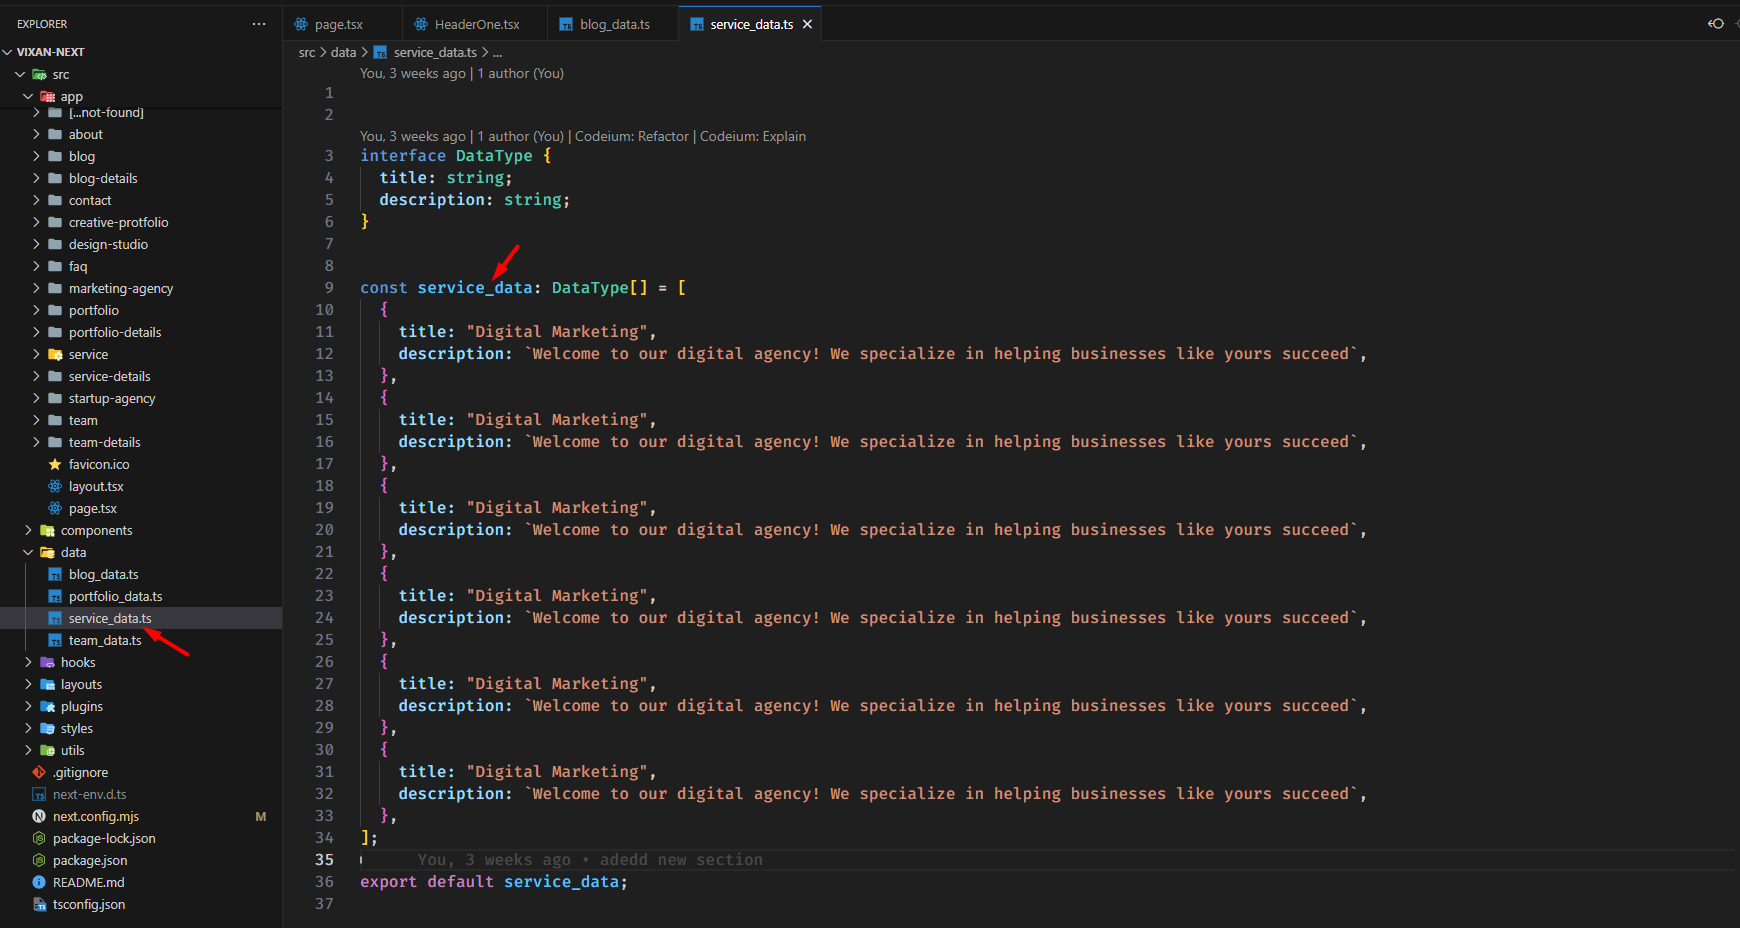 EXPLORER
VIXAN-NEXT
src
app
[...not-found]
about
blog
blog-details
contact
creative-protfolio
design-studio
faq
marketing-agency
portfolio
portfolio-details
service
service-details
startup-agency
team
team-details
favicon.ico
layout.tsx
page.tsx
components
data
blog_data.ts
portfolio_data.ts
service_data.ts
team_data.ts
hooks
layouts
plugins
styles
utils
.gitignore
next-env.d.ts
next.config.mjs M
package-lock.json
package.json
README.md
tsconfig.json
page.tsx HeaderOne.tsx blog_data.ts service_data.ts
src > data > service_data.ts > ...
You, 3 weeks ago | 1 author (You)
1
2
You, 3 weeks ago | 1 author (You) | Codeium: Refactor | Codeium: Explain
3 interface DataType {
4 title: string;
5 description: string;
6 }
7
8
9 const service_data: DataType[] = [
10 {
11 title: "Digital Marketing",
12 description: `Welcome to our digital agency! We specialize in helping businesses like yours succeed`,
13 },
14 {
15 title: "Digital Marketing",
16 description: `Welcome to our digital agency! We specialize in helping businesses like yours succeed`,
17 },
18 {
19 title: "Digital Marketing",
20 description: `Welcome to our digital agency! We specialize in helping businesses like yours succeed`,
21 },
22 {
23 title: "Digital Marketing",
24 description: `Welcome to our digital agency! We specialize in helping businesses like yours succeed`,
25 },
26 {
27 title: "Digital Marketing",
28 description: `Welcome to our digital agency! We specialize in helping businesses like yours succeed`,
29 },
30 {
31 title: "Digital Marketing",
32 description: `Welcome to our digital agency! We specialize in helping businesses like yours succeed`,
33 },
34 ];
35 You, 3 weeks ago • adedd new section
36 export default service_data;
37